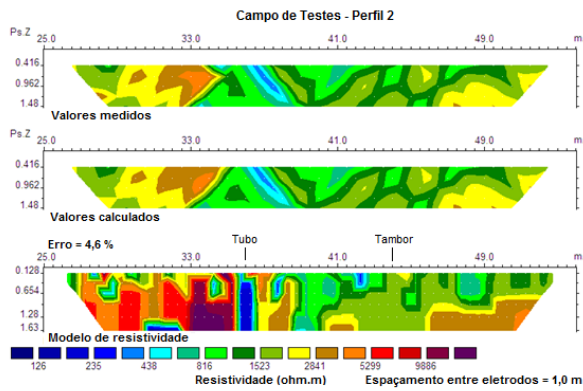 Campo de Testes - Perfil 2
Ps.Z 25.0 33.0 41.0 49.0 m
0.416
0.962
1.48
Valores medidos
Ps.Z 25.0 33.0 41.0 49.0 m
0.416
0.962
1.48
Valores calculados
Erro = 4,6 % Tubo Tambor
25.0 33.0 41.0 49.0 m
0.128
0.654
1.28
1.63
Modelo de resistividade
126 235 438 816 1523 2841 5299 9886
Resistividade (ohm.m) Espaçamento entre eletrodos = 1,0 m